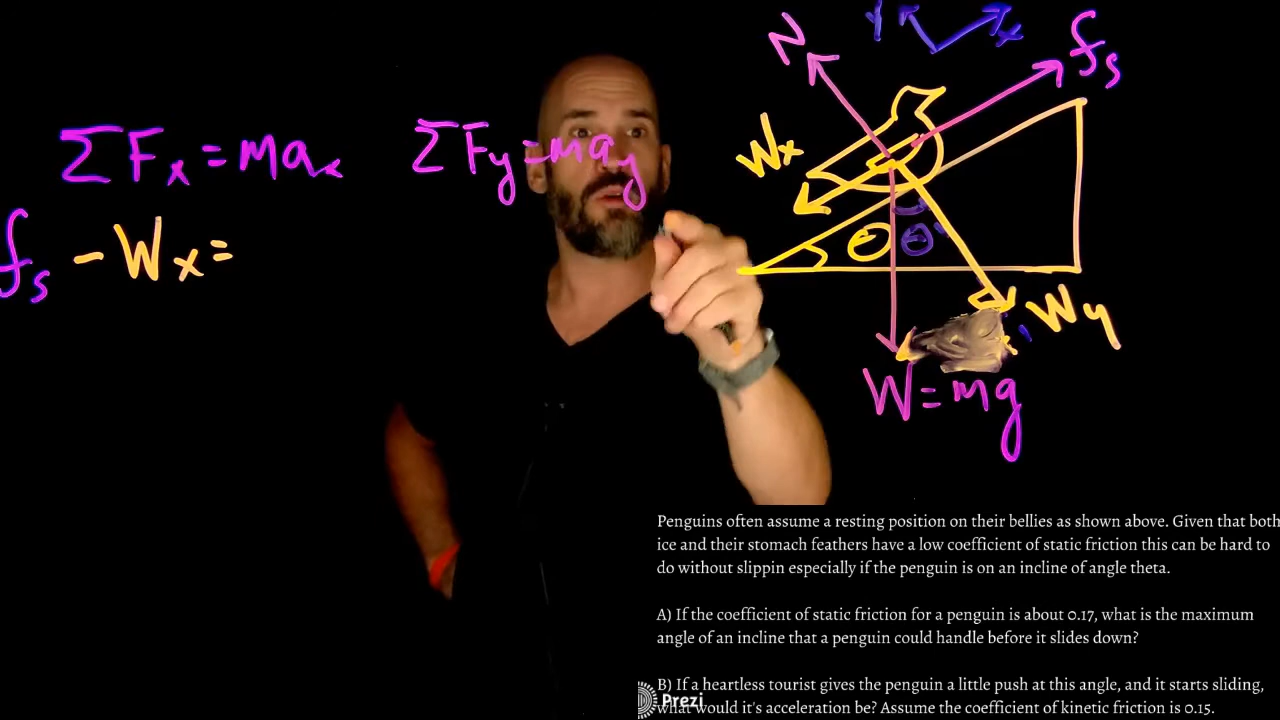 ΣFx = max
ΣFy = may
fs - Wx =
N
Y
x
fs
Wx
θ
θ
Wy
W = mg
Penguins often assume a resting position on their bellies as shown above. Given that both
ice and their stomach feathers have a low coefficient of static friction this can be hard to
do without slippin especially if the penguin is on an incline of angle theta.
A) If the coefficient of static friction for a penguin is about 0.17, what is the maximum
angle of an incline that a penguin could handle before it slides down?
B) If a heartless tourist gives the penguin a little push at this angle, and it starts sliding,
what would it's acceleration be? Assume the coefficient of kinetic friction is 0.15.
Prezi